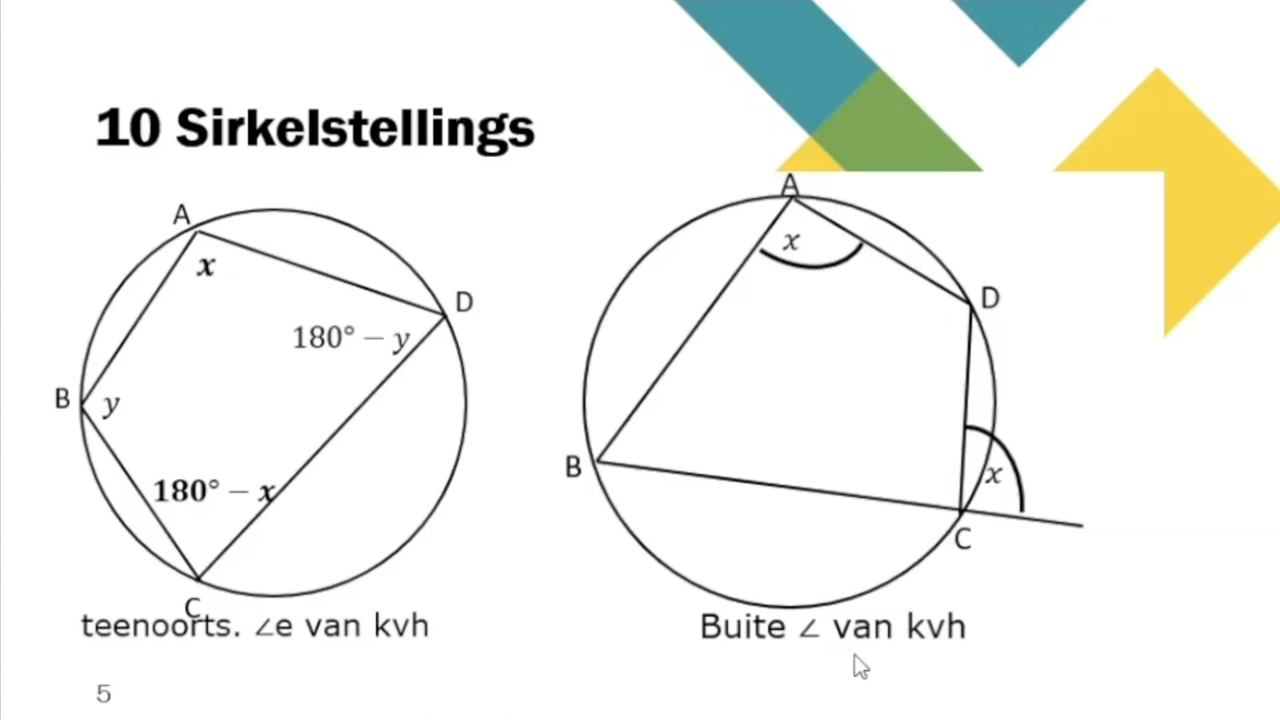 10 Sirkelstellings
A
x
D
180° – y
B
y
180° – x
C
teenoorts. ∠e van kvh
A
x
D
B
x
C
Buite ∠ van kvh
5